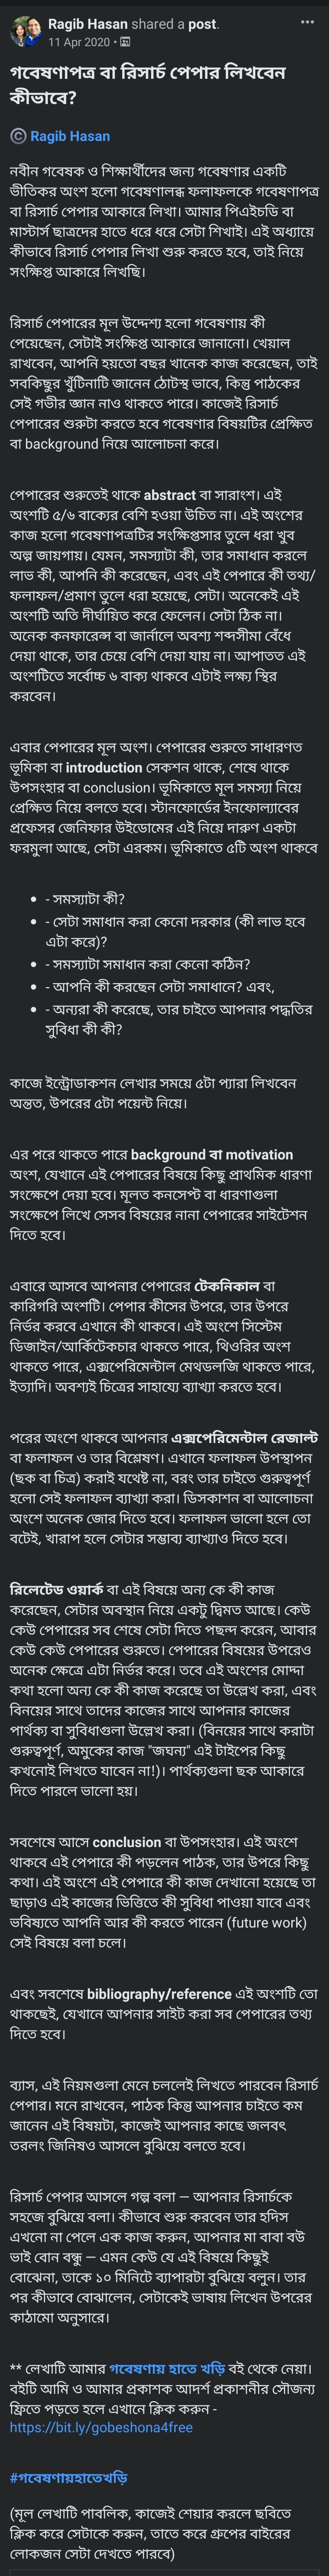 Ragib Hasan shared a post.
11 Apr 2020
গবেষণাপত্র বা রিসার্চ পেপার লিখবেন
কীভাবে?
© Ragib Hasan
নবীন গবেষক ও শিক্ষার্থীদের জন্য গবেষণার একটি
ভীতিকর অংশ হলো গবেষণালব্ধ ফলাফলকে গবেষণাপত্র
বা রিসার্চ পেপার আকারে লিখা। আমার পিএইচডি বা
মাস্টার্স ছাত্রদের হাতে ধরে ধরে সেটা শিখাই। এই অধ্যায়ে
কীভাবে রিসার্চ পেপার লিখা শুরু করতে হবে, তাই নিয়ে
সংক্ষিপ্ত আকারে লিখছি।
রিসার্চ পেপারের মূল উদ্দেশ্য হলো গবেষণায় কী
পেয়েছেন, সেটাই সংক্ষিপ্ত আকারে জানানো। খেয়াল
রাখবেন, আপনি হয়তো বছর খানেক কাজ করেছেন, তাই
সবকিছুর খুঁটিনাটি জানেন ঠোটস্থ ভাবে, কিন্তু পাঠকের
সেই গভীর জ্ঞান নাও থাকতে পারে। কাজেই রিসার্চ
পেপারের শুরুটা করতে হবে গবেষণার বিষয়টির প্রেক্ষিত
বা background নিয়ে আলোচনা করে।
পেপারের শুরুতেই থাকে abstract বা সারাংশ। এই
অংশটি ৫/৬ বাক্যের বেশি হওয়া উচিত না। এই অংশের
কাজ হলো গবেষণাপত্রটির সংক্ষিপ্তসার তুলে ধরা খুব
অল্প জায়গায়। যেমন, সমস্যাটা কী, তার সমাধান করলে
লাভ কী, আপনি কী করেছেন, এবং এই পেপারে কী তথ্য/
ফলাফল/প্রমাণ তুলে ধরা হয়েছে, সেটা। অনেকেই এই
অংশটি অতি দীর্ঘায়িত করে ফেলেন। সেটা ঠিক না।
অনেক কনফারেন্স বা জার্নালে অবশ্য শব্দসীমা বেঁধে
দেয়া থাকে, তার চেয়ে বেশি দেয়া যায় না। আপাতত এই
অংশটিতে সর্বোচ্চ ৬ বাক্য থাকবে এটাই লক্ষ্য স্থির
করবেন।
এবার পেপারের মূল অংশ। পেপারের শুরুতে সাধারণত
ভূমিকা বা introduction সেকশন থাকে, শেষে থাকে
উপসংহার বা conclusion। ভূমিকাতে মূল সমস্যা নিয়ে
প্রেক্ষিত নিয়ে বলতে হবে। স্টানফোর্ডের ইনফোল্যাবের
প্রফেসর জেনিফার উইডোমের এই নিয়ে দারুণ একটা
ফরমুলা আছে, সেটা এরকম। ভূমিকাতে ৫টি অংশ থাকবে
• - সমস্যাটা কী?
• - সেটা সমাধান করা কেনো দরকার (কী লাভ হবে
এটা করে)?
• - সমস্যাটা সমাধান করা কেনো কঠিন?
• - আপনি কী করছেন সেটা সমাধানে? এবং,
• - অন্যরা কী করেছে, তার চাইতে আপনার পদ্ধতির
সুবিধা কী কী?
কাজে ইন্ট্রোডাকশন লেখার সময়ে ৫টা প্যারা লিখবেন
অন্তত, উপরের ৫টা পয়েন্ট নিয়ে।
এর পরে থাকতে পারে background বা motivation
অংশ, যেখানে এই পেপারের বিষয়ে কিছু প্রাথমিক ধারণা
সংক্ষেপে দেয়া হবে। মূলত কনসেপ্ট বা ধারণাগুলা
সংক্ষেপে লিখে সেসব বিষয়ের নানা পেপারের সাইটেশন
দিতে হবে।
এবারে আসবে আপনার পেপারের টেকনিকাল বা
কারিগরি অংশটি। পেপার কীসের উপরে, তার উপরে
নির্ভর করবে এখানে কী থাকবে। এই অংশে সিস্টেম
ডিজাইন/আর্কিটেকচার থাকতে পারে, থিওরির অংশ
থাকতে পারে, এক্সপেরিমেন্টাল মেথডলজি থাকতে পারে,
ইত্যাদি। অবশ্যই চিত্রের সাহায্যে ব্যাখ্যা করতে হবে।
পরের অংশে থাকবে আপনার এক্সপেরিমেন্টাল রেজাল্ট
বা ফলাফল ও তার বিশ্লেষণ। এখানে ফলাফল উপস্থাপন
(ছক বা চিত্র) করাই যথেষ্ট না, বরং তার চাইতে গুরুত্বপূর্ণ
হলো সেই ফলাফল ব্যাখ্যা করা। ডিসকাশন বা আলোচনা
অংশে অনেক জোর দিতে হবে। ফলাফল ভালো হলে তো
বটেই, খারাপ হলে সেটার সম্ভাব্য ব্যাখ্যাও দিতে হবে।
রিলেটেড ওয়ার্ক বা এই বিষয়ে অন্য কে কী কাজ
করেছেন, সেটার অবস্থান নিয়ে একটু দ্বিমত আছে। কেউ
কেউ পেপারের সব শেষে সেটা দিতে পছন্দ করেন, আবার
কেউ কেউ পেপারের শুরুতে। পেপারের বিষয়ের উপরেও
অনেক ক্ষেত্রে এটা নির্ভর করে। তবে এই অংশের মোদ্দা
কথা হলো অন্য কে কী কাজ করেছে তা উল্লেখ করা, এবং
বিনয়ের সাথে তাদের কাজের সাথে আপনার কাজের
পার্থক্য বা সুবিধাগুলা উল্লেখ করা। (বিনয়ের সাথে করাটা
গুরুত্বপূর্ণ, অমুকের কাজ "জঘন্য" এই টাইপের কিছু
কখনোই লিখতে যাবেন না!)। পার্থক্যগুলা ছক আকারে
দিতে পারলে ভালো হয়।
সবশেষে আসে conclusion বা উপসংহার। এই অংশে
থাকবে এই পেপারে কী পড়লেন পাঠক, তার উপরে কিছু
কথা। এই অংশে এই পেপারে কী কাজ দেখানো হয়েছে তা
ছাড়াও এই কাজের ভিত্তিতে কী সুবিধা পাওয়া যাবে এবং
ভবিষ্যতে আপনি আর কী করতে পারেন (future work)
সেই বিষয়ে বলা চলে।
এবং সবশেষে bibliography/reference এই অংশটি তো
থাকছেই, যেখানে আপনার সাইট করা সব পেপারের তথ্য
দিতে হবে।
ব্যাস, এই নিয়মগুলা মেনে চললেই লিখতে পারবেন রিসার্চ
পেপার। মনে রাখবেন, পাঠক কিন্তু আপনার চাইতে কম
জানেন এই বিষয়টা, কাজেই আপনার কাছে জলবৎ
তরলং জিনিষও আসলে বুঝিয়ে বলতে হবে।
রিসার্চ পেপার আসলে গল্প বলা — আপনার রিসার্চকে
সহজে বুঝিয়ে বলা। কীভাবে শুরু করবেন তার হদিস
এখনো না পেলে এক কাজ করুন, আপনার মা বাবা বউ
ভাই বোন বন্ধু — এমন কেউ যে এই বিষয়ে কিছুই
বোঝেনা, তাকে ১০ মিনিটে ব্যাপারটা বুঝিয়ে বলুন। তার
পর কীভাবে বোঝালেন, সেটাকেই ভাষায় লিখেন উপরের
কাঠামো অনুসারে।
** লেখাটি আমার গবেষণায় হাতে খড়ি বই থেকে নেয়া।
বইটি আমি ও আমার প্রকাশক আদর্শ প্রকাশনীর সৌজন্য
ফ্রিতে পড়তে হলে এখানে ক্লিক করুন -
https://bit.ly/gobeshona4free
#গবেষণায়হাতেখড়ি
(মূল লেখাটি পাবলিক, কাজেই শেয়ার করলে ছবিতে
ক্লিক করে সেটাকে করুন, তাতে করে গ্রুপের বাইরের
লোকজন সেটা দেখতে পারবে)